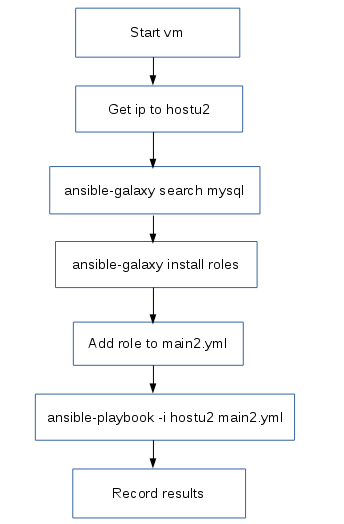 Start vm
Get ip to hostu2
ansible-galaxy search mysql
ansible-galaxy install roles
Add role to main2.yml
ansible-playbook -i hostu2 main2.yml
Record results